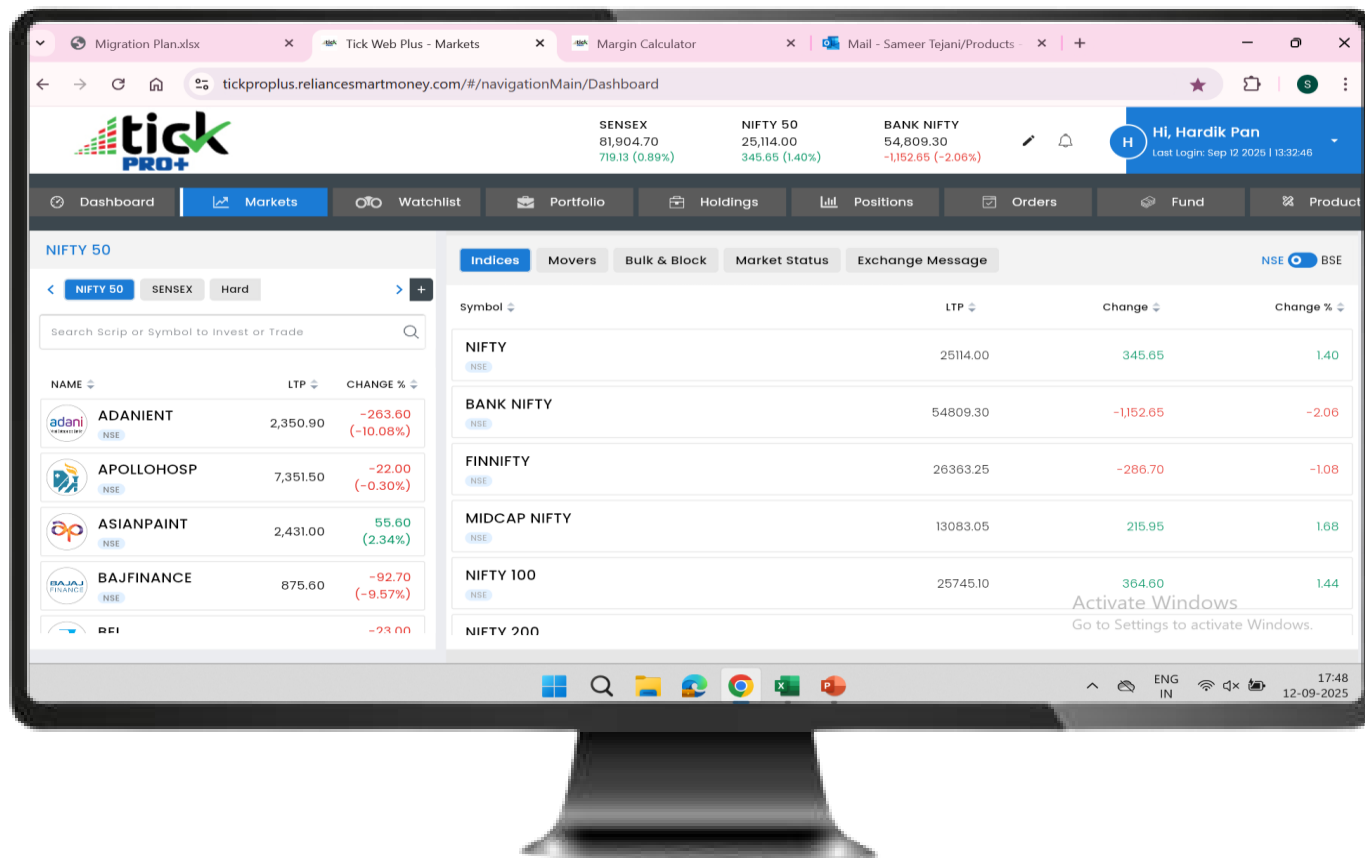 Migration Plan.xlsx
Tick Web Plus - Markets
Margin Calculator
Mail - Sameer Tejani/Products -
tickproplus.reliancesmartmoney.com/#/navigationMain/Dashboard
S
tick
PRO+
SENSEX
81,904.70
719.13 (0.89%)
NIFTY 50
25,114.00
345.65 (1.40%)
BANK NIFTY
54,809.30
-1,152.65 (-2.06%)
H
Hi, Hardik Pan
Last Login: Sep 12 2025 | 13:32:46
Dashboard
Markets
Watchlist
Portfolio
Holdings
Positions
Orders
Fund
Product
NIFTY 50
NIFTY 50 SENSEX Hard
Search Scrip or Symbol to Invest or Trade
NAME LTP CHANGE %
adani
ADANIENT 2,350.90 -263.60
NSE (-10.08%)
APOLLOHOSP 7,351.50 -22.00
NSE (-0.30%)
ap
ASIANPAINT 2,431.00 55.60
NSE (2.34%)
BAJAJ
FINANCE
BAJFINANCE 875.60 -92.70
NSE (-9.57%)
BEL -23.00
Indices Movers Bulk & Block Market Status Exchange Message
NSE BSE
Symbol LTP Change Change %
NIFTY 25114.00 345.65 1.40
NSE
BANK NIFTY 54809.30 -1,152.65 -2.06
NSE
FINNIFTY 26363.25 -286.70 -1.08
NSE
MIDCAP NIFTY 13083.05 215.95 1.68
NSE
NIFTY 100 25745.10 364.60 1.44
NSE
NIFTY 200
Activate Windows
Go to Settings to activate Windows.
ENG
IN
17:48
12-09-2025